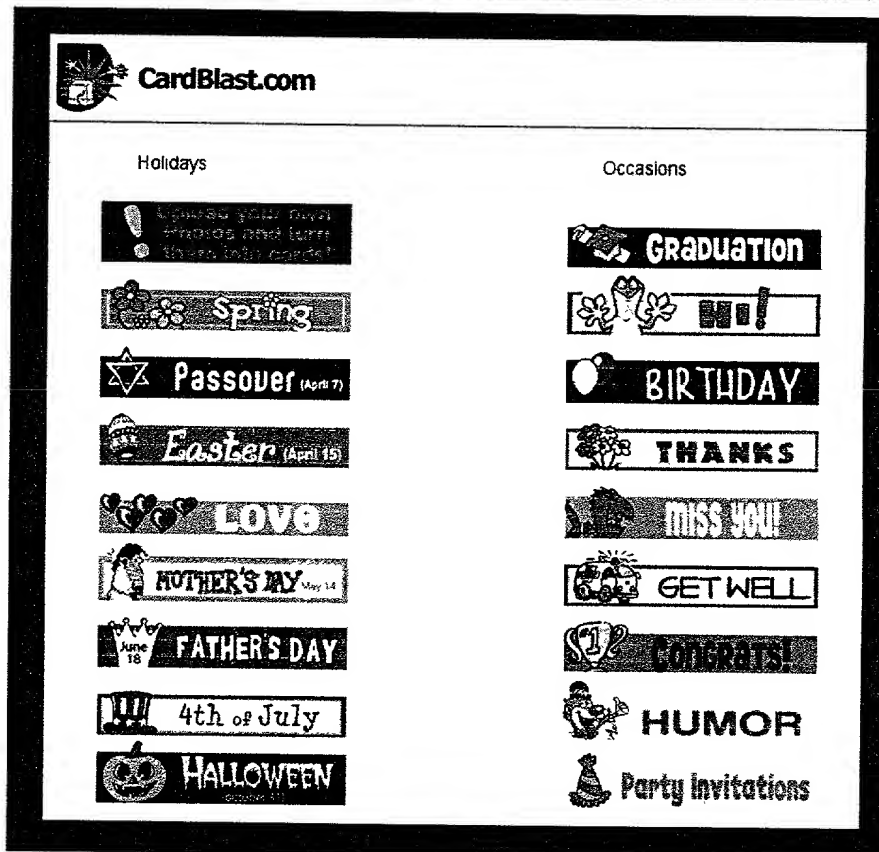 CardBlast.com
Holidays
Upload your own
Photos and turn
them into cards!
Spring
Passover (April 7)
Easter (April 15)
LOVE
MOTHER'S DAY May 14
June
18
FATHER'S DAY
4th of July
HALLOWEEN
Occasions
GRADUATION
Hi!
BIRTHDAY
THANKS
MISS YOU!
GET WELL
#1
CONGRATS!
HUMOR
Party Invitations